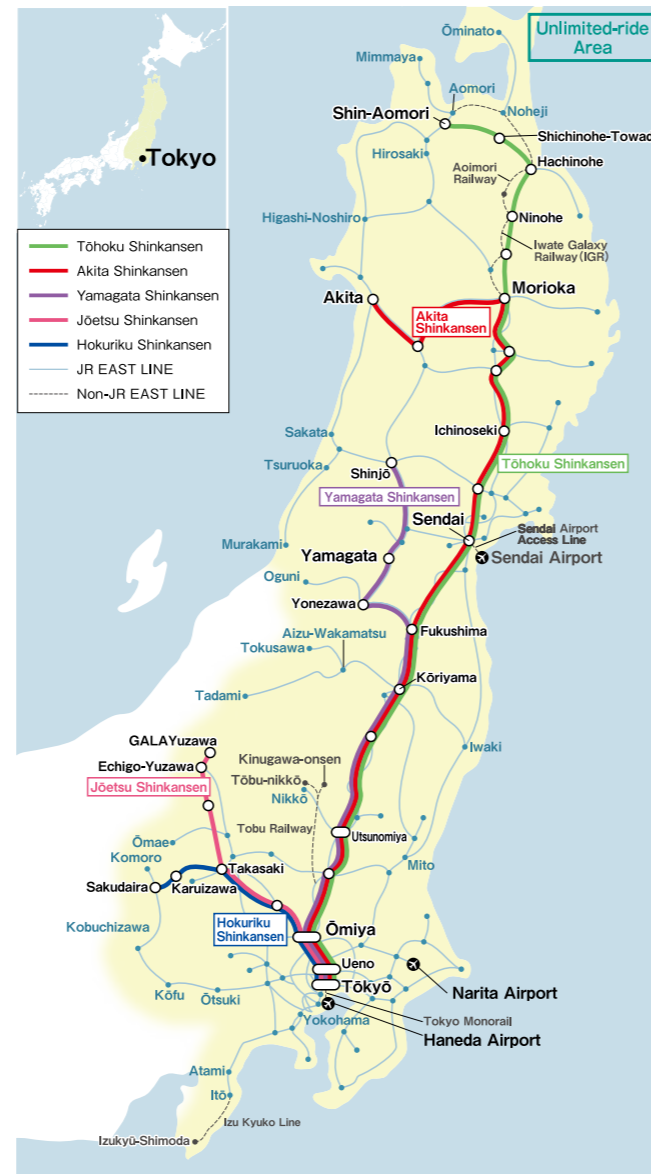 Unlimited-ride
Area
Tokyo
Tōhoku Shinkansen
Akita Shinkansen
Yamagata Shinkansen
Jōetsu Shinkansen
Hokuriku Shinkansen
JR EAST LINE
Non-JR EAST LINE
Ōminato
Mimmaya
Aomori
Shin-Aomori
Noheji
Shichinohe-Towad
Hirosaki
Hachinohe
Aoimori
Railway
Higashi-Noshiro
Ninohe
Iwate Galaxy
Railway(IGR)
Akita
Morioka
Akita
Shinkansen
Ichinoseki
Sakata
Tsuruoka
Shinjō
Tōhoku Shinkansen
Yamagata Shinkansen
Sendai
Sendai Airport
Access Line
Sendai Airport
Murakami
Yamagata
Oguni
Yonezawa
Fukushima
Aizu-Wakamatsu
Tokusawa
Kōriyama
Tadami
Iwaki
GALAYuzawa
Echigo-Yuzawa
Jōetsu Shinkansen
Kinugawa-onsen
Tōbu-nikkō
Nikkō
Tobu Railway
Utsunomiya
Ōmae
Komoro
Takasaki
Mito
Sakudaira
Karuizawa
Kobuchizawa
Hokuriku
Shinkansen
Ōmiya
Ueno
Tōkyō
Narita Airport
Kōfu
Ōtsuki
Yokohama
Tokyo Monorail
Haneda Airport
Atami
Itō
Izu Kyuko Line
Izukyū-Shimoda